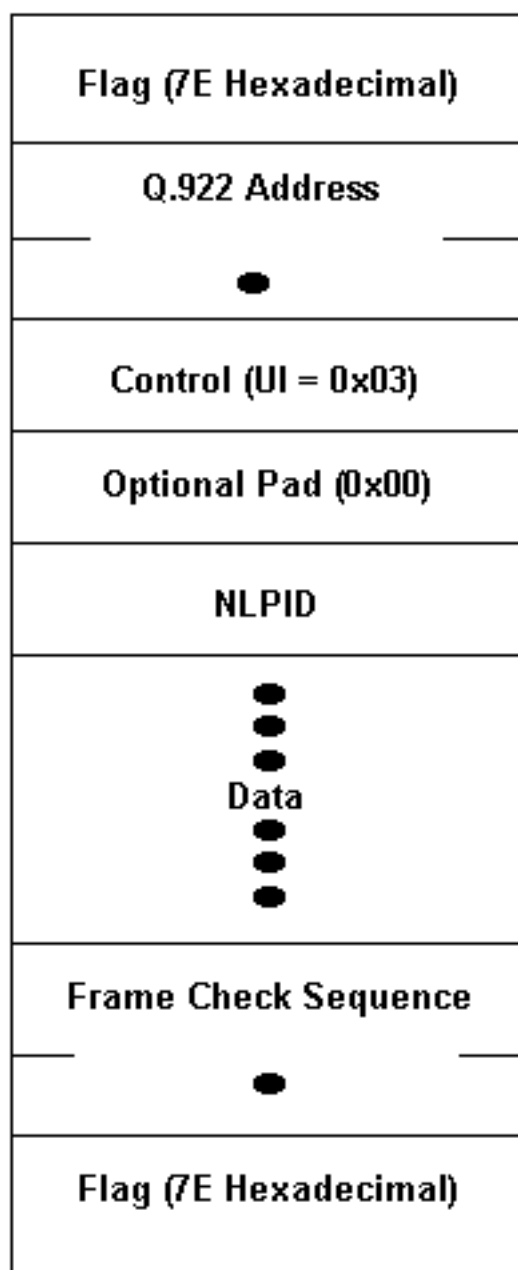 Flag (7E Hexadecimal)
Q.922 Address
Control (UI = 0x03)
Optional Pad (0x00)
NLPID
Data
Frame Check Sequence
Flag (7E Hexadecimal)